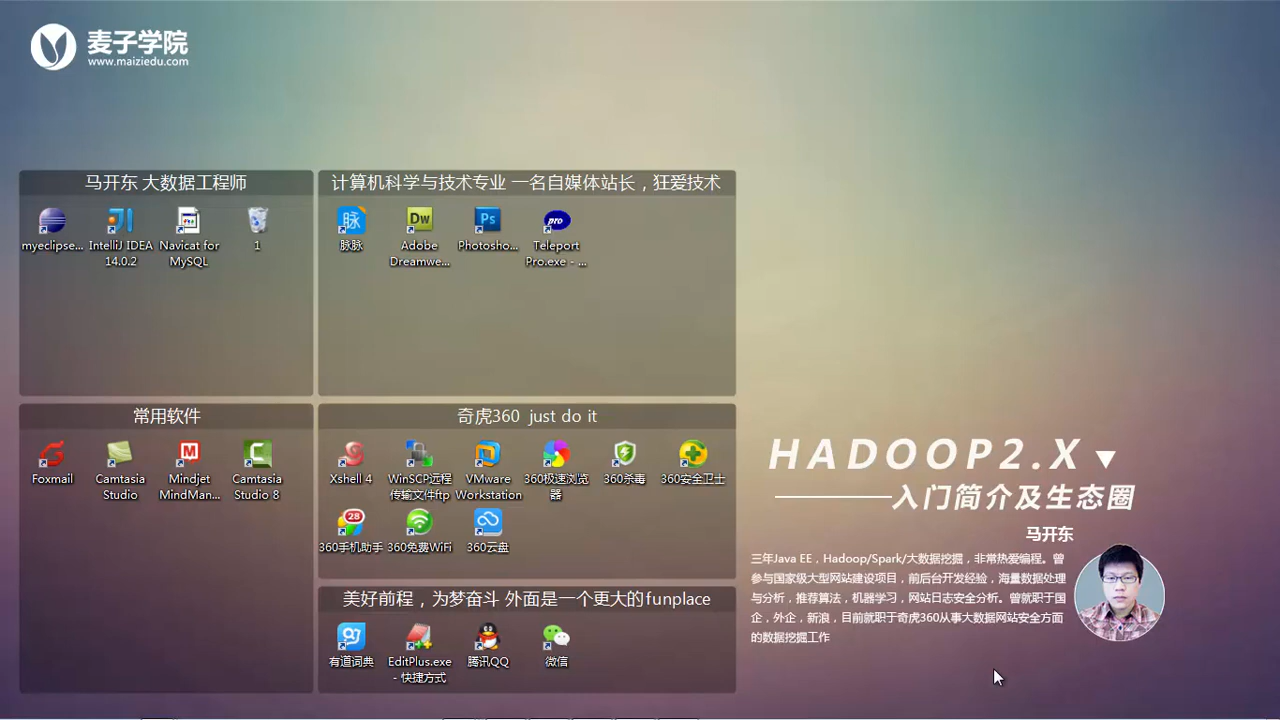 麦子学院
www.maiziedu.com
马开东 大数据工程师
myeclipse...
IntelliJ IDEA
14.0.2
Navicat for
MySQL
1
计算机科学与技术专业 一名自媒体站长，狂爱技术
脉
脉脉
Dw
Adobe
Dreamwe...
Ps
Photosho...
pro
Teleport
Pro.exe - ...
常用软件
Foxmail
Camtasia
Studio
M
Mindjet
MindMan...
C
Camtasia
Studio 8
奇虎360 just do it
Xshell 4
WinSCP远程
传输文件ftp
VMware
Workstation
360极速浏览
器
360杀毒
360安全卫士
28
360手机助手
360免费WiFi
360云盘
美好前程，为梦奋斗 外面是一个更大的funplace
有道词典
EditPlus.exe
- 快捷方式
腾讯QQ
微信
HADOOP2.X
入门简介及生态圈
马开东
三年Java EE，Hadoop/Spark/大数据挖掘，非常热爱编程。曾
参与国家级大型网站建设项目，前后台开发经验，海量数据处理
与分析，推荐算法，机器学习，网站日志安全分析。曾就职于国
企，外企，新浪，目前就职于奇虎360从事大数据网站安全方面
的数据挖掘工作